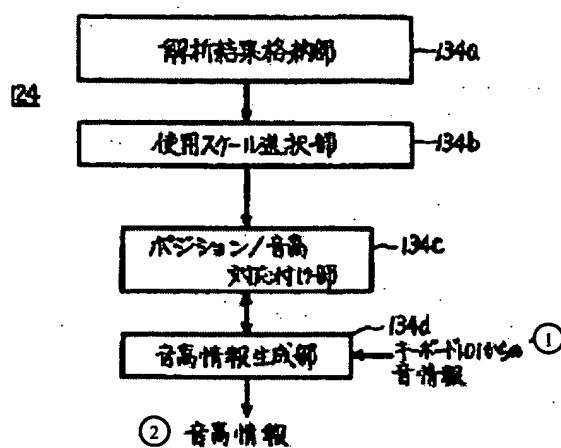 解析結果格納部
134a
124
使用スケール選択部
134b
ポジション/音高
対応付け部
134c
134d
音高情報生成部
キーボード101からの
音情報
①
② 音高情報